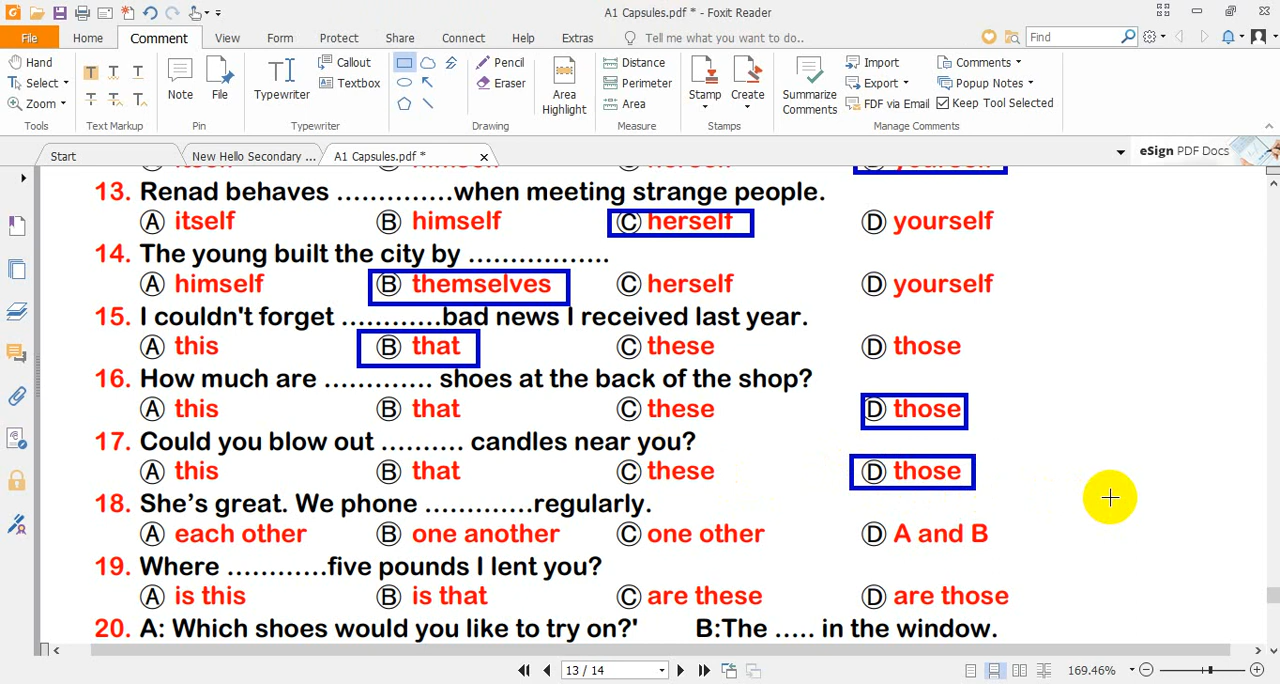 A1 Capsules.pdf * - Foxit Reader
File Home Comment View Form Protect Share Connect Help Extras Tell me what you want to do.. Find
Hand
Select
Zoom
Tools
Text Markup
Note
File
Pin
Typewriter
Callout
Textbox
Typewriter
Pencil
Eraser
Drawing
Area Highlight
Distance
Perimeter
Area
Measure
Stamp
Create
Stamps
Summarize Comments
Import
Export
FDF via Email
Comments
Popup Notes
Keep Tool Selected
Manage Comments
Start New Hello Secondary ... A1 Capsules.pdf * eSign PDF Docs
itself himself herself yourself
13. Renad behaves ..............when meeting strange people.
A itself B himself C herself D yourself
14. The young built the city by .................
A himself B themselves C herself D yourself
15. I couldn't forget ............bad news I received last year.
A this B that C these D those
16. How much are ............. shoes at the back of the shop?
A this B that C these D those
17. Could you blow out .......... candles near you?
A this B that C these D those
18. She's great. We phone .............regularly.
A each other B one another C one other D A and B
19. Where ............five pounds I lent you?
A is this B is that C are these D are those
20. A: Which shoes would you like to try on?' B:The ..... in the window.
13 / 14 169.46%